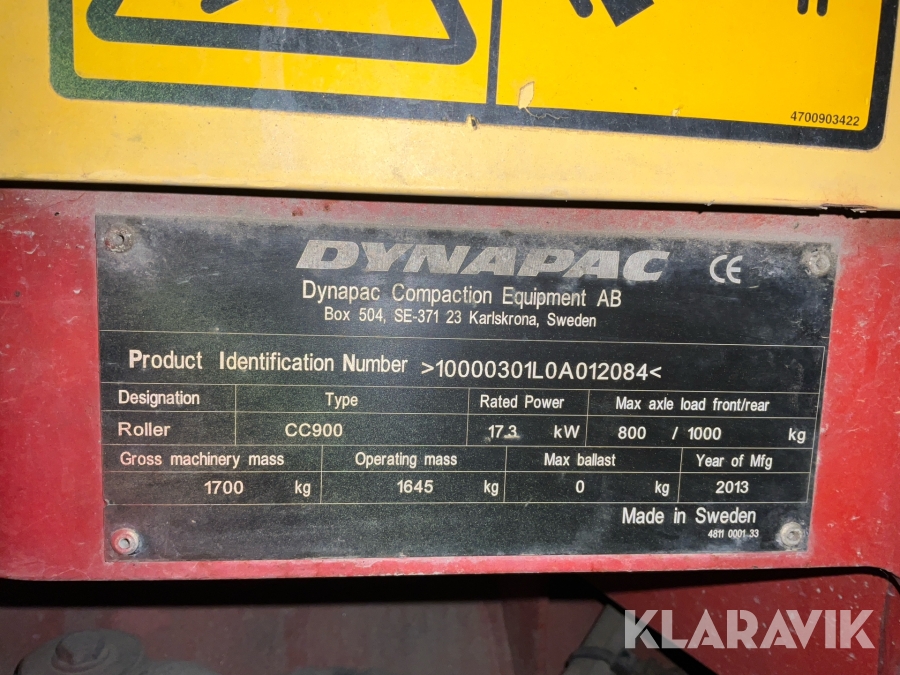 4700903422
DYNAPAC CE
Dynapac Compaction Equipment AB
Box 504, SE-371 23 Karlskrona, Sweden
Product Identification Number >10000301L0A012084<
Designation Type Rated Power Max axle load front/rear
Roller CC900 17.3 kW 800 / 1000 kg
Gross machinery mass Operating mass Max ballast Year of Mfg
1700 kg 1645 kg 0 kg 2013
Made in Sweden
4811 0001 33
KLARAVIK